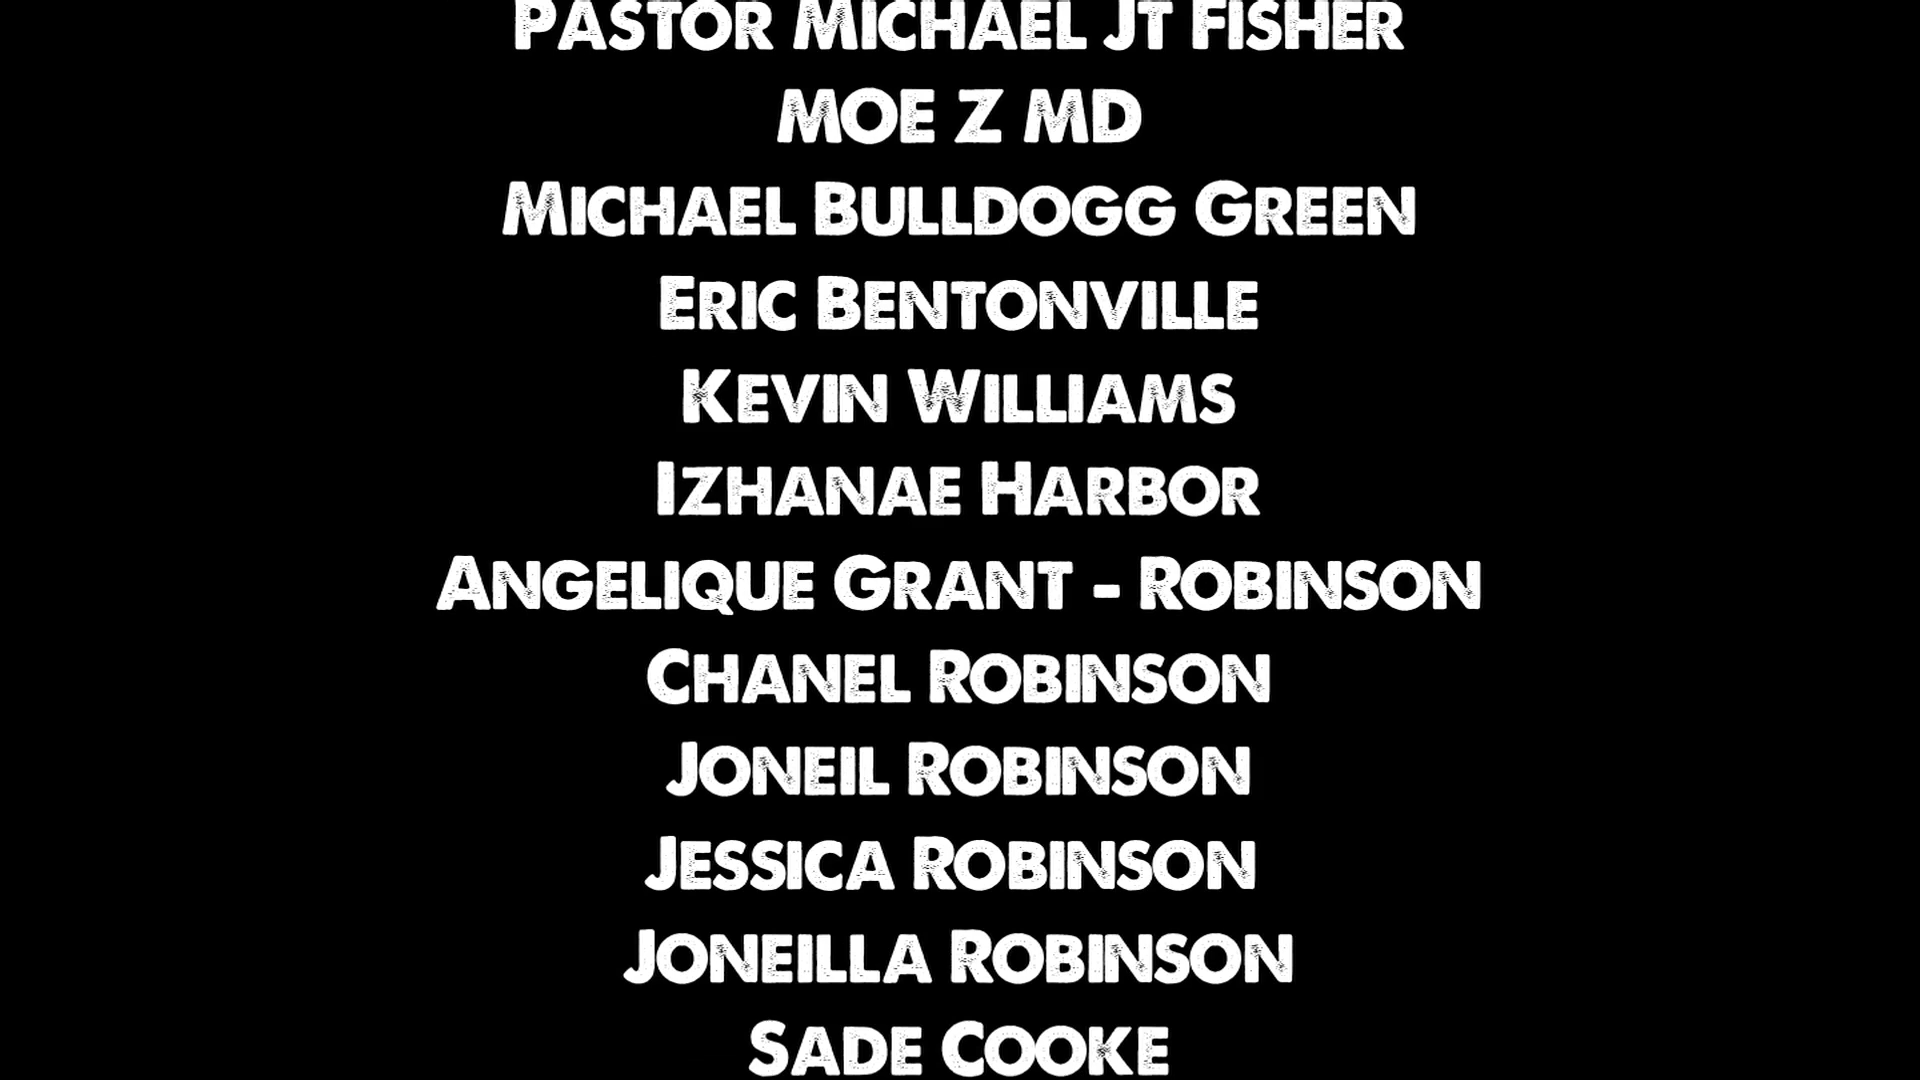 Pastor Michael Jt Fisher
MOE Z MD
Michael Bulldogg Green
Eric Bentonville
Kevin Williams
Izhanae Harbor
Angelique Grant - Robinson
Chanel Robinson
Joneil Robinson
Jessica Robinson
Joneilla Robinson
Sade Cooke